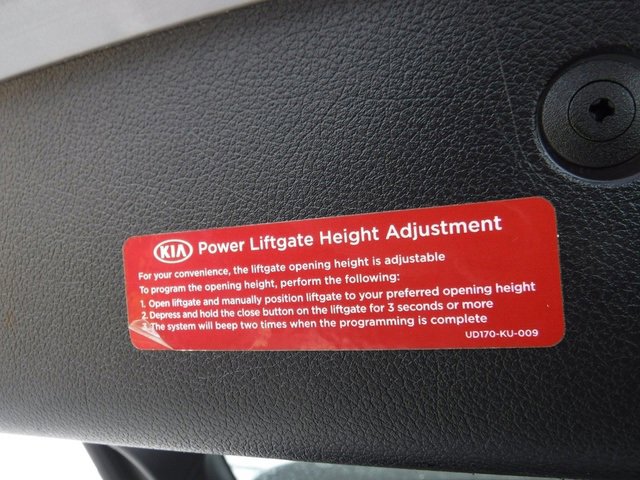 KIA Power Liftgate Height Adjustment
For your convenience, the liftgate opening height is adjustable
To program the opening height, perform the following:
1. Open liftgate and manually position liftgate to your preferred opening height
2. Depress and hold the close button on the liftgate for 3 seconds or more
3. The system will beep two times when the programming is complete
UD170-KU-009